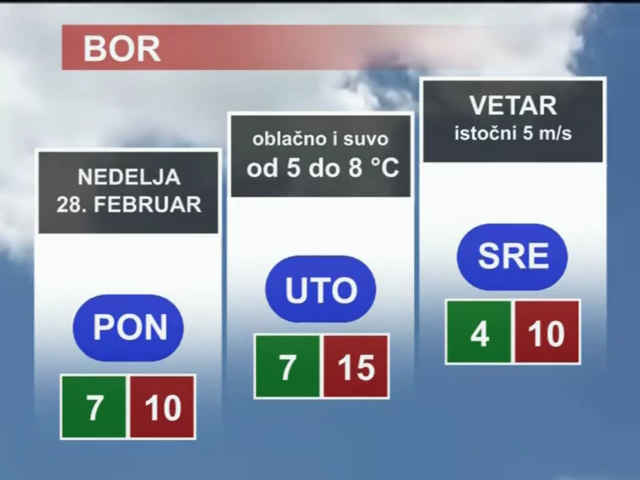 BOR
NEDELJA
28. FEBRUAR
oblačno i suvo
od 5 do 8 °C
VETAR
istočni 5 m/s
PON
7 10
UTO
7 15
SRE
4 10